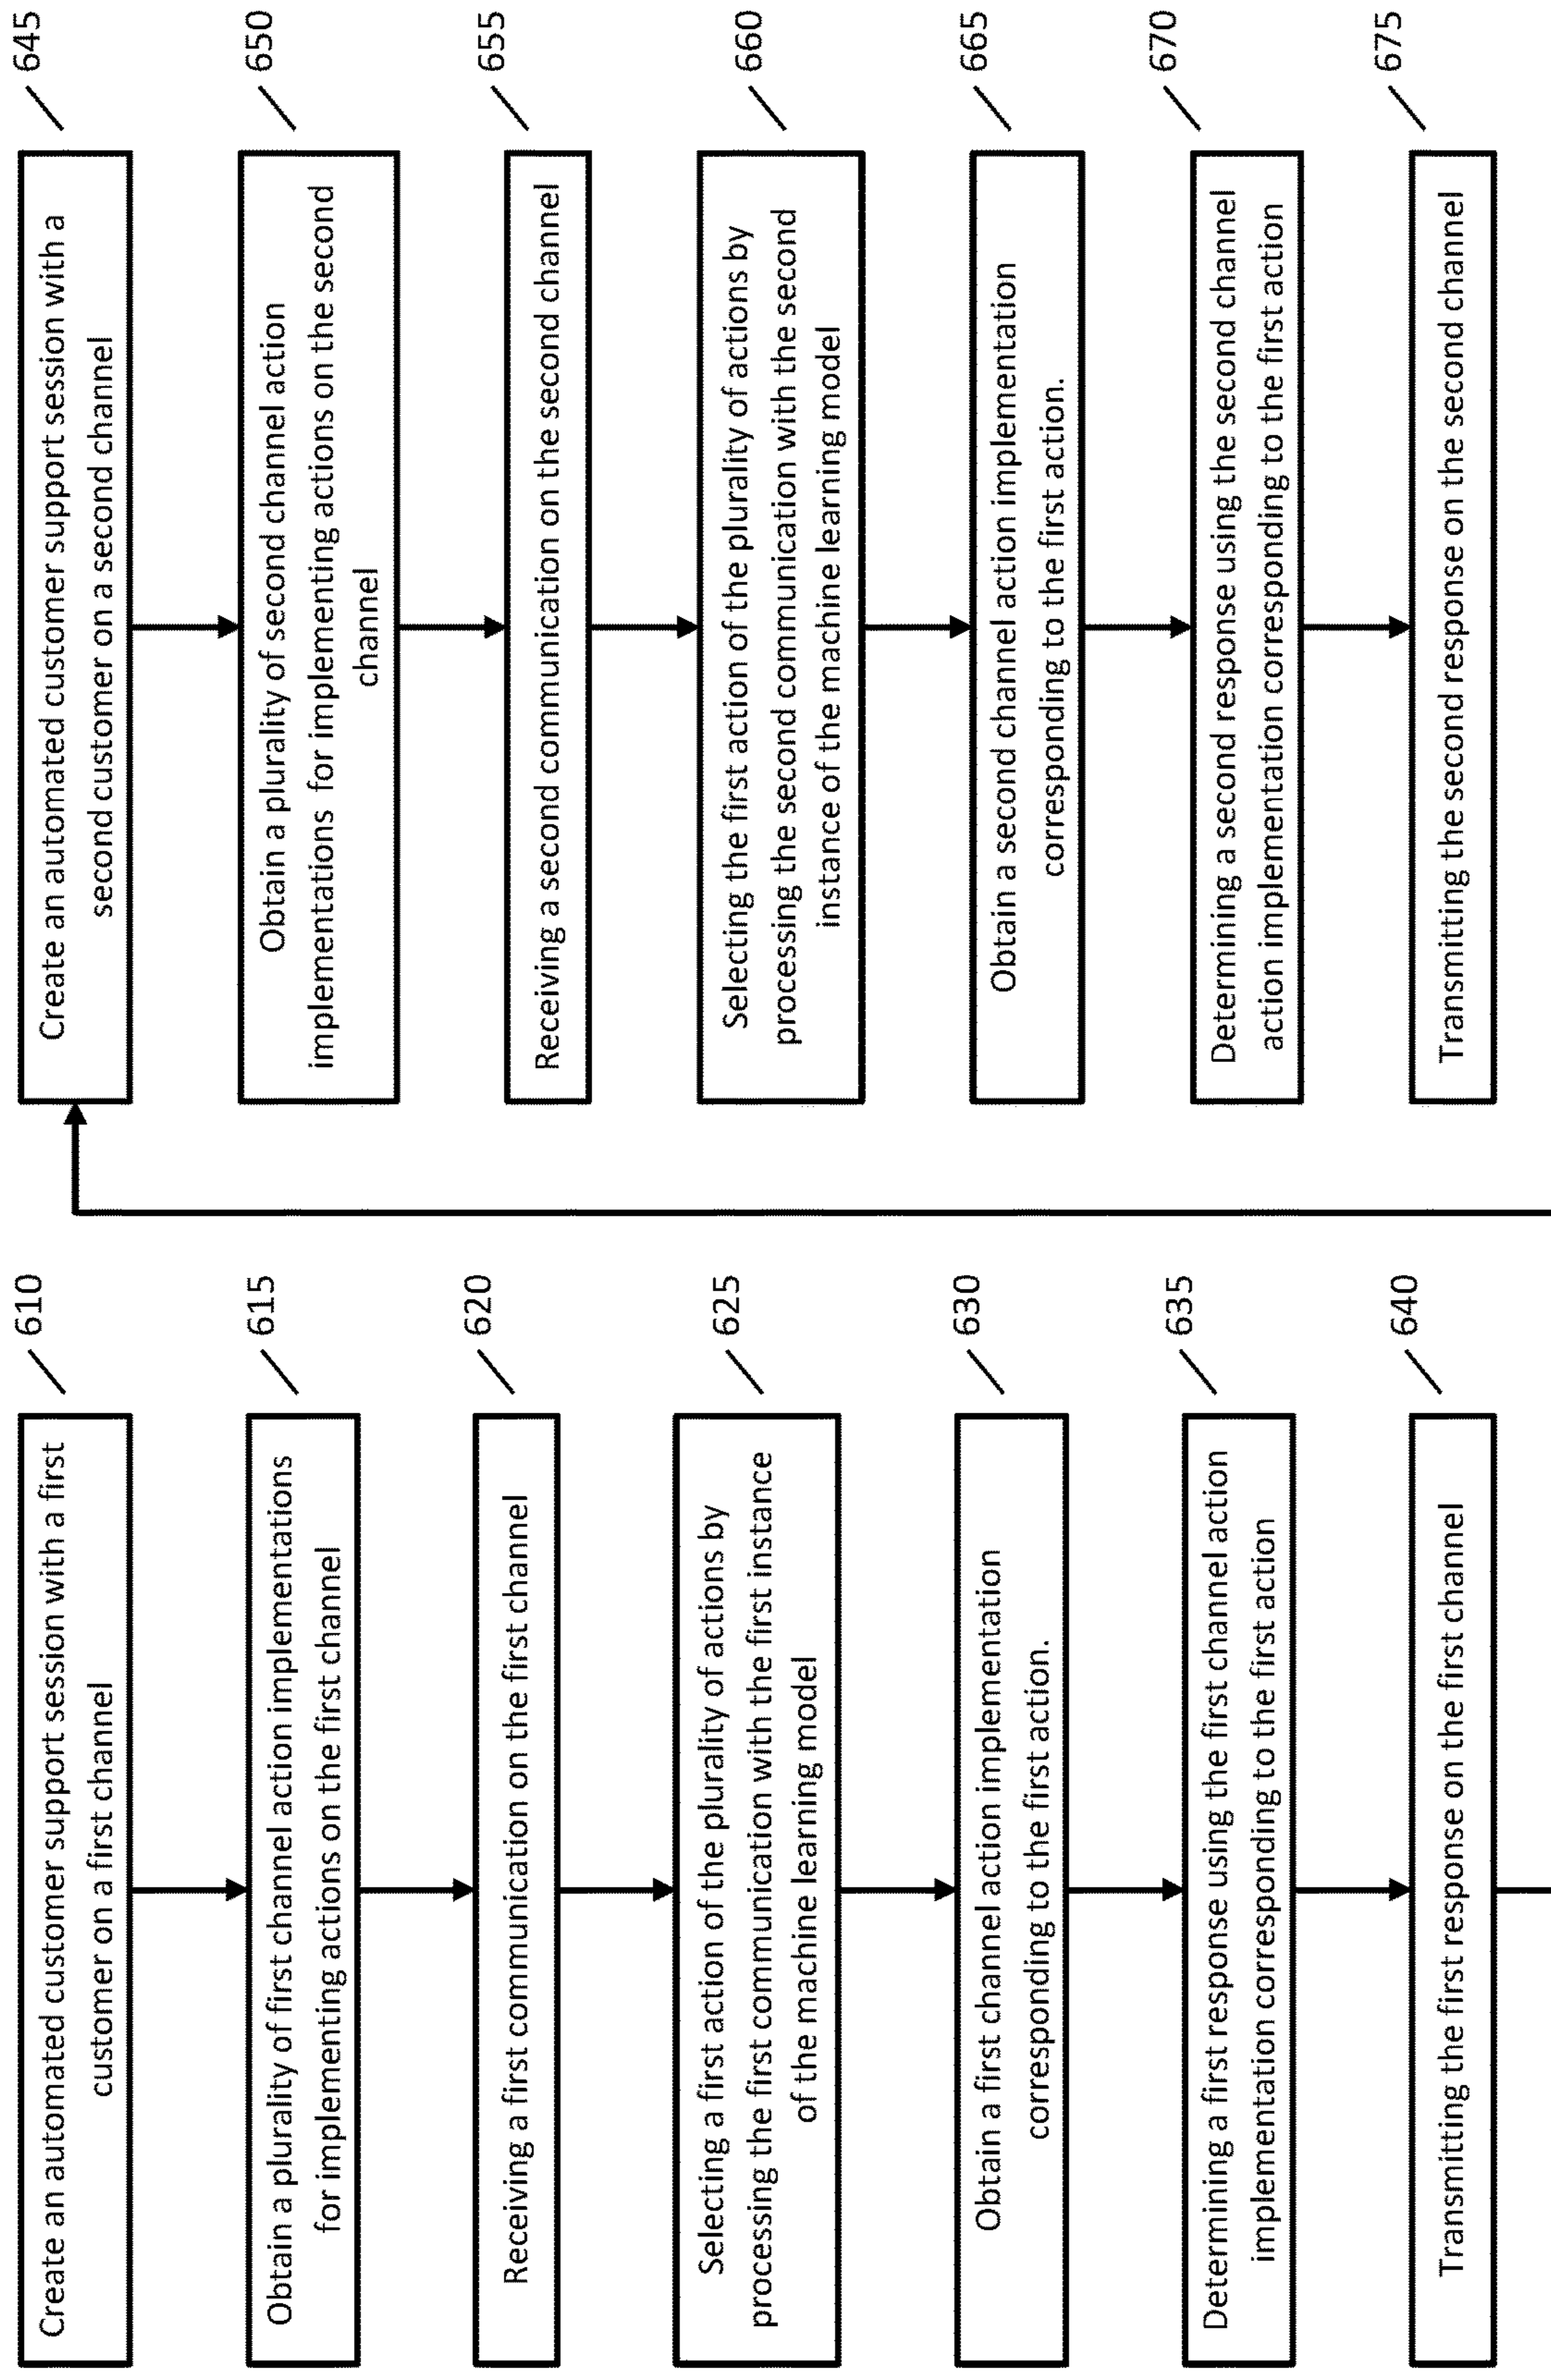 Create an automated customer support session with a first
customer on a first channel
610
Obtain a plurality of first channel action implementations
for implementing actions on the first channel
615
Receiving a first communication on the first channel
620
Selecting a first action of the plurality of actions by
processing the first communication with the first instance
of the machine learning model
625
Obtain a first channel action implementation
corresponding to the first action.
630
Determining a first response using the first channel action
implementation corresponding to the first action
635
Transmitting the first response on the first channel
640
Create an automated customer support session with a
second customer on a second channel
645
Obtain a plurality of second channel action
implementations for implementing actions on the second
channel
650
Receiving a second communication on the second channel
655
Selecting the first action of the plurality of actions by
processing the second communication with the second
instance of the machine learning model
660
Obtain a second channel action implementation
corresponding to the first action.
665
Determining a second response using the second channel
action implementation corresponding to the first action
670
Transmitting the second response on the second channel
675